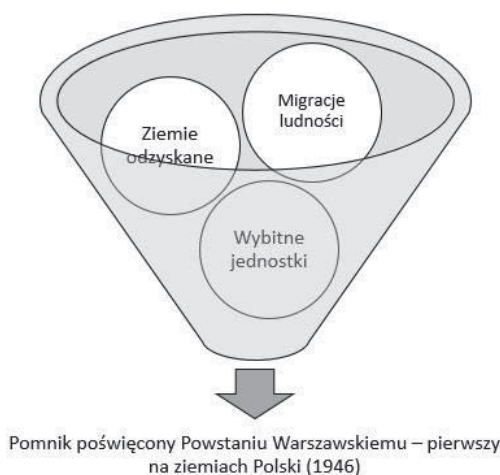 Ziemie
odzyskane
Migracje
ludności
Wybitne
jednostki
Pomnik poświęcony Powstaniu Warszawskiemu – pierwszy
na ziemiach Polski (1946)